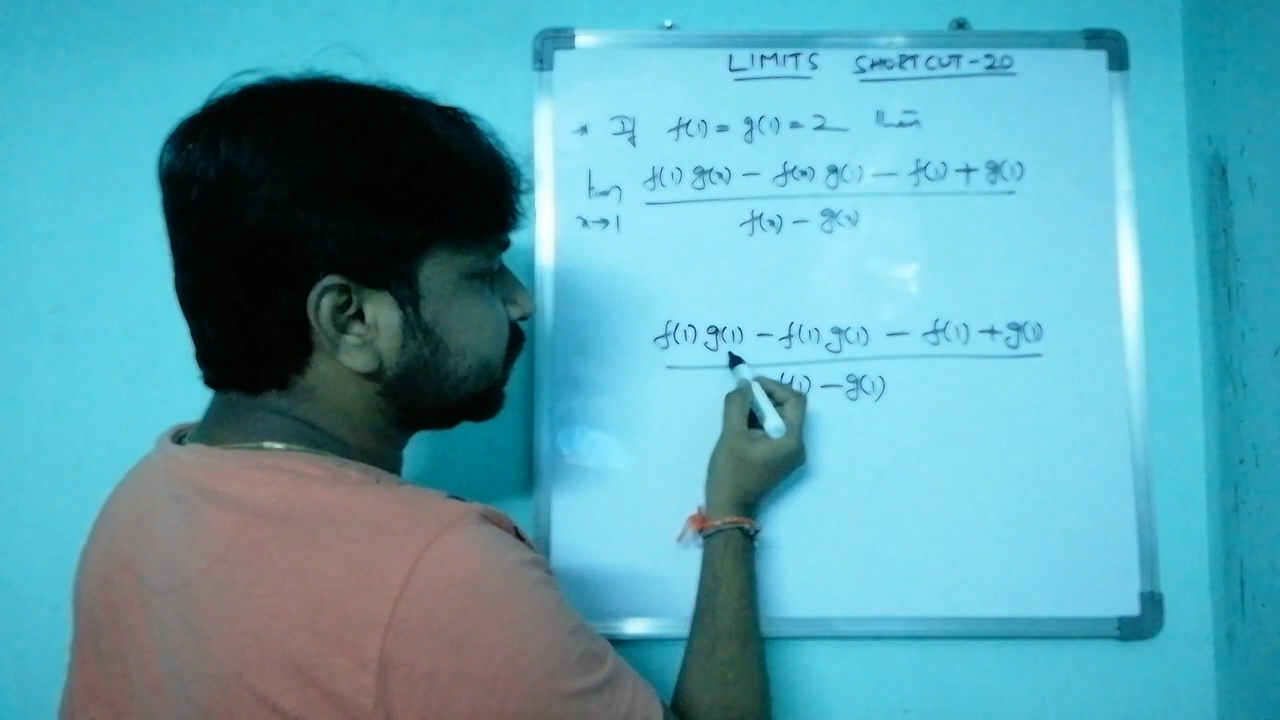 LIMITS SHORTCUT-20
* If f(1) = g(1) = 2 then
lim f(1) g(x) - f(x) g(1) - f(1) + g(1)
x→1 f(x) - g(x)
f(1) g(1) - f(1) g(1) - f(1) + g(1)
f(1) - g(1)